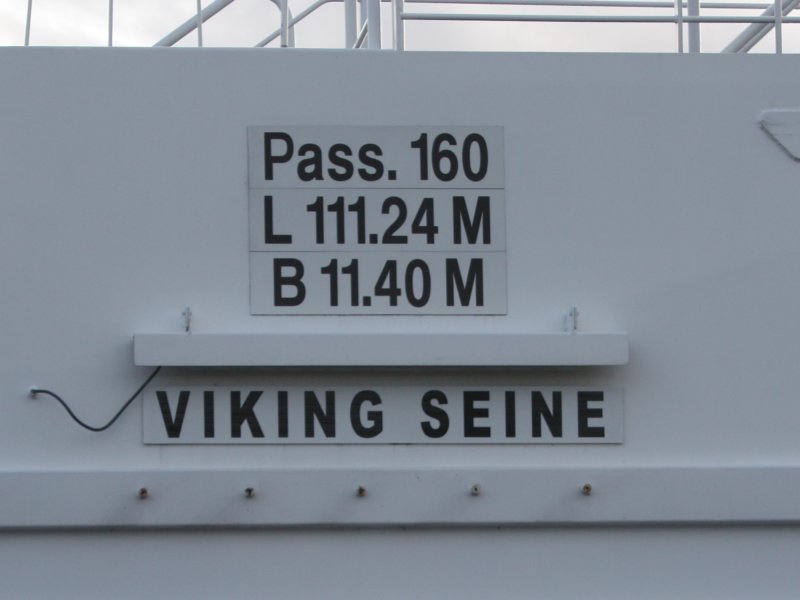 Pass. 160
L 111.24 M
B 11.40 M
VIKING SEINE